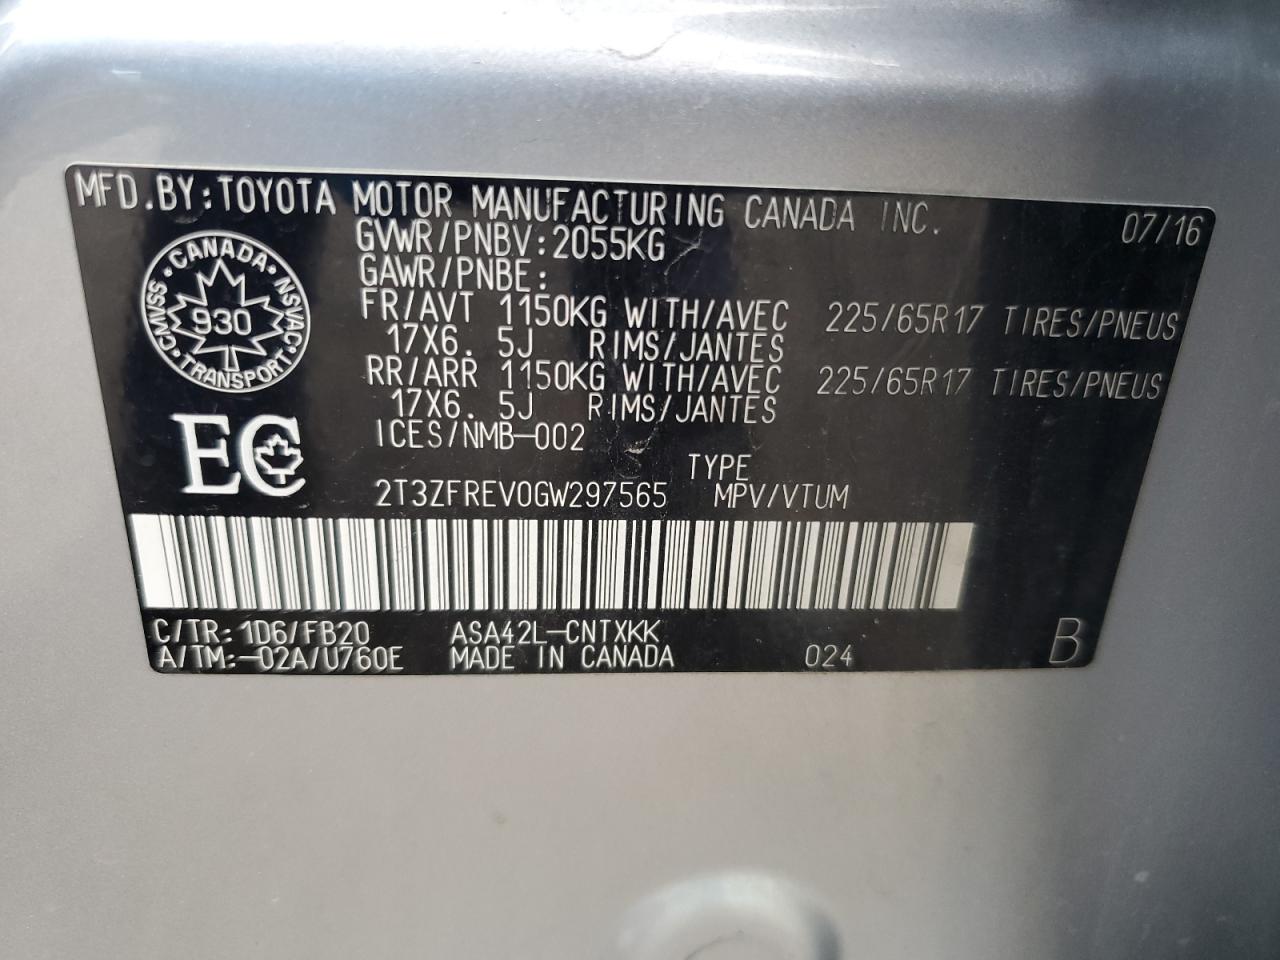 MFD.BY:TOYOTA MOTOR MANUFACTURING CANADA INC. 07/16
GVWR/PNBV:2055KG
GAWR/PNBE:
FR/AVT 1150KG WITH/AVEC 225/65R17 TIRES/PNEUS
17X6.5J RIMS/JANTES
RR/ARR 1150KG WITH/AVEC 225/65R17 TIRES/PNEUS
17X6.5J RIMS/JANTES
ICES/NMB-002
CANADA
930
TRANSPORT
CMVSS
NSVAC
EC
TYPE
2T3ZFREV0GW297565 MPV/VTUM
C/TR: 1D6/FB20 ASA42L-CNTXKK
A/TM:-02A/U760E MADE IN CANADA 024 B